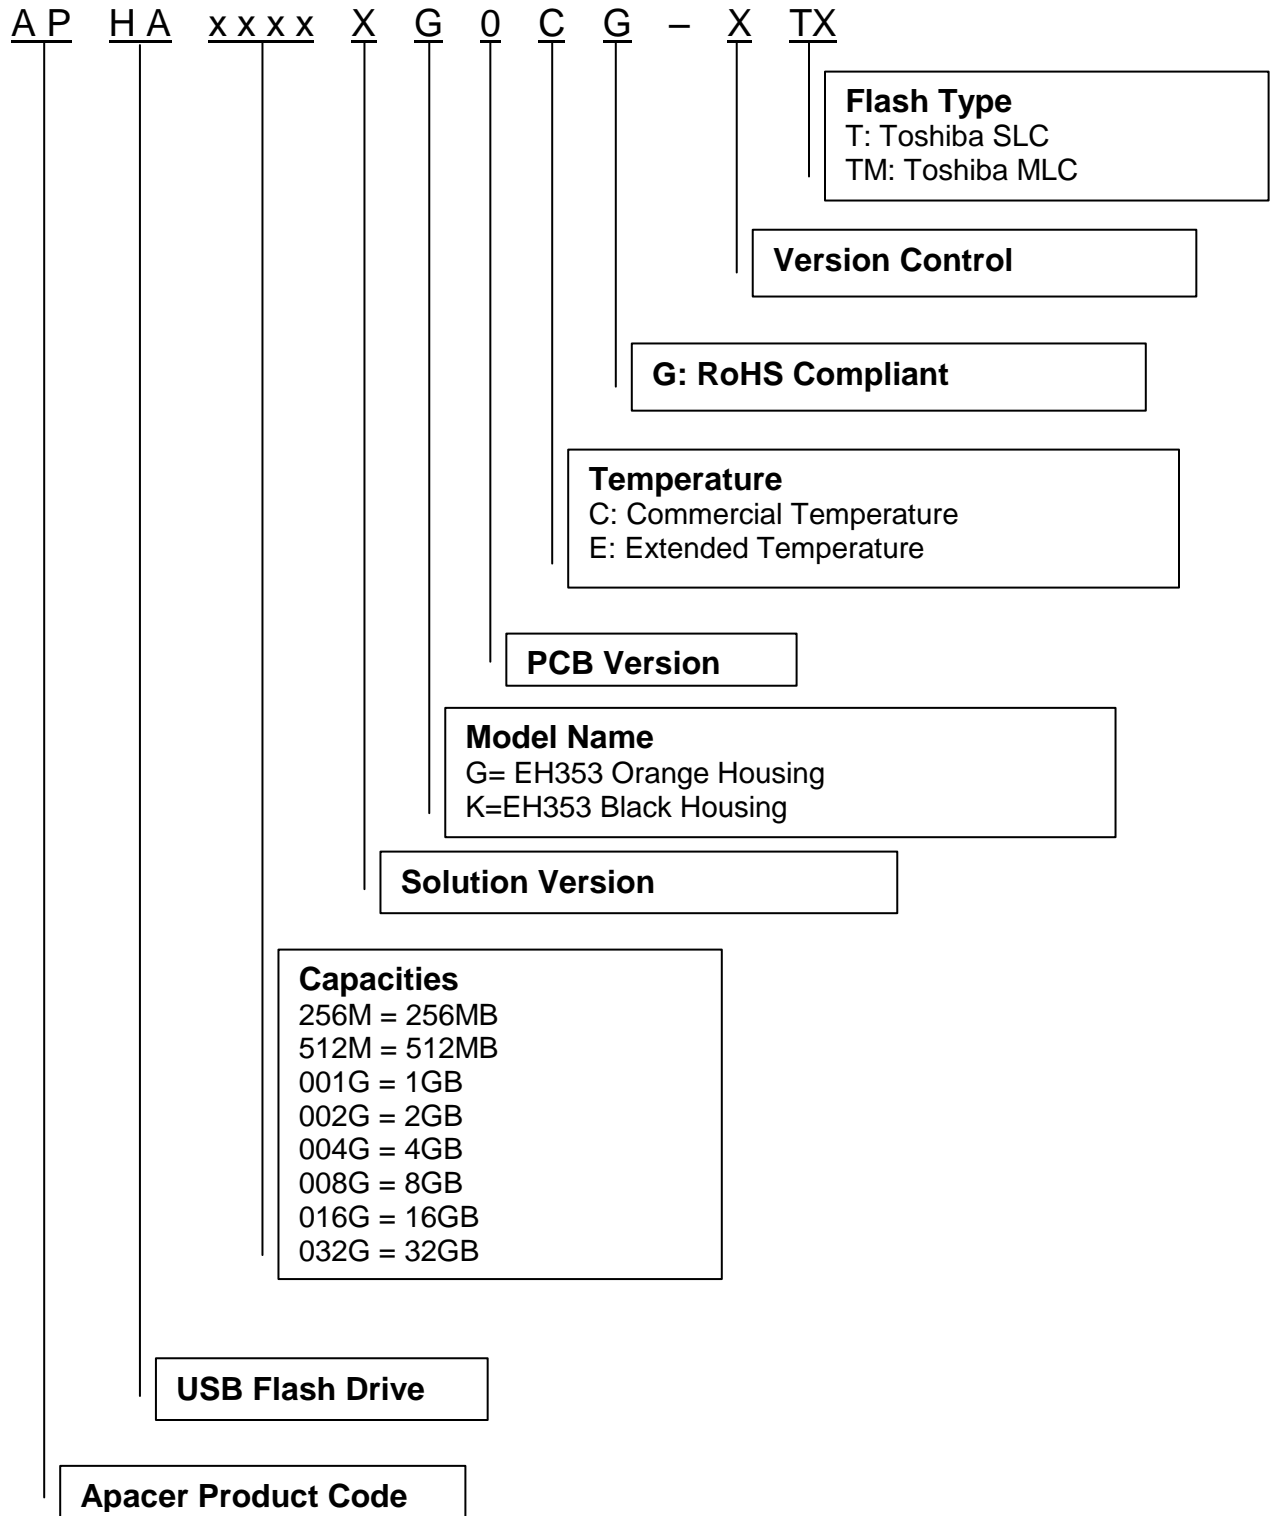 A P H A x x x x X G 0 C G – X TX
Flash Type
T: Toshiba SLC
TM: Toshiba MLC
Version Control
G: RoHS Compliant
Temperature
C: Commercial Temperature
E: Extended Temperature
PCB Version
Model Name
G= EH353 Orange Housing
K=EH353 Black Housing
Solution Version
Capacities
256M = 256MB
512M = 512MB
001G = 1GB
002G = 2GB
004G = 4GB
008G = 8GB
016G = 16GB
032G = 32GB
USB Flash Drive
Apacer Product Code